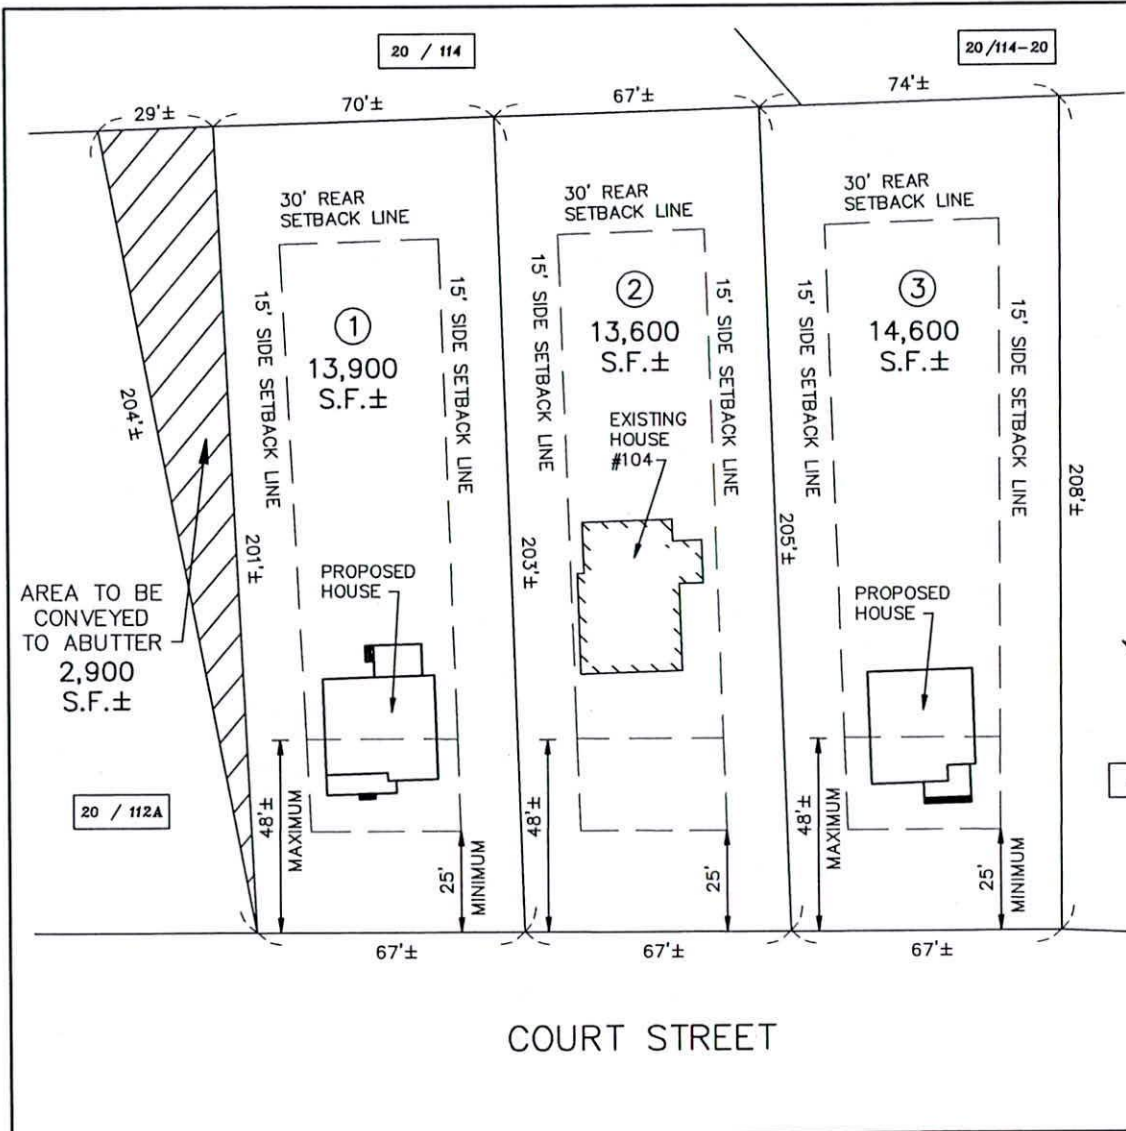 20 / 114
20/114-20
29'±
70'±
67'±
74'±
30' REAR
SETBACK LINE
30' REAR
SETBACK LINE
30' REAR
SETBACK LINE
15' SIDE SETBACK LINE
1
13,900
S.F.±
15' SIDE SETBACK LINE
15' SIDE SETBACK LINE
2
13,600
S.F.±
15' SIDE SETBACK LINE
15' SIDE SETBACK LINE
3
14,600
S.F.±
15' SIDE SETBACK LINE
204'±
EXISTING
HOUSE
#104
201'±
203'±
205'±
208'±
AREA TO BE
CONVEYED
TO ABUTTER
2,900
S.F.±
PROPOSED
HOUSE
PROPOSED
HOUSE
20 / 112A
48'±
MAXIMUM
25'
MINIMUM
48'±
25'
48'±
MAXIMUM
25'
MINIMUM
67'±
67'±
67'±
COURT STREET